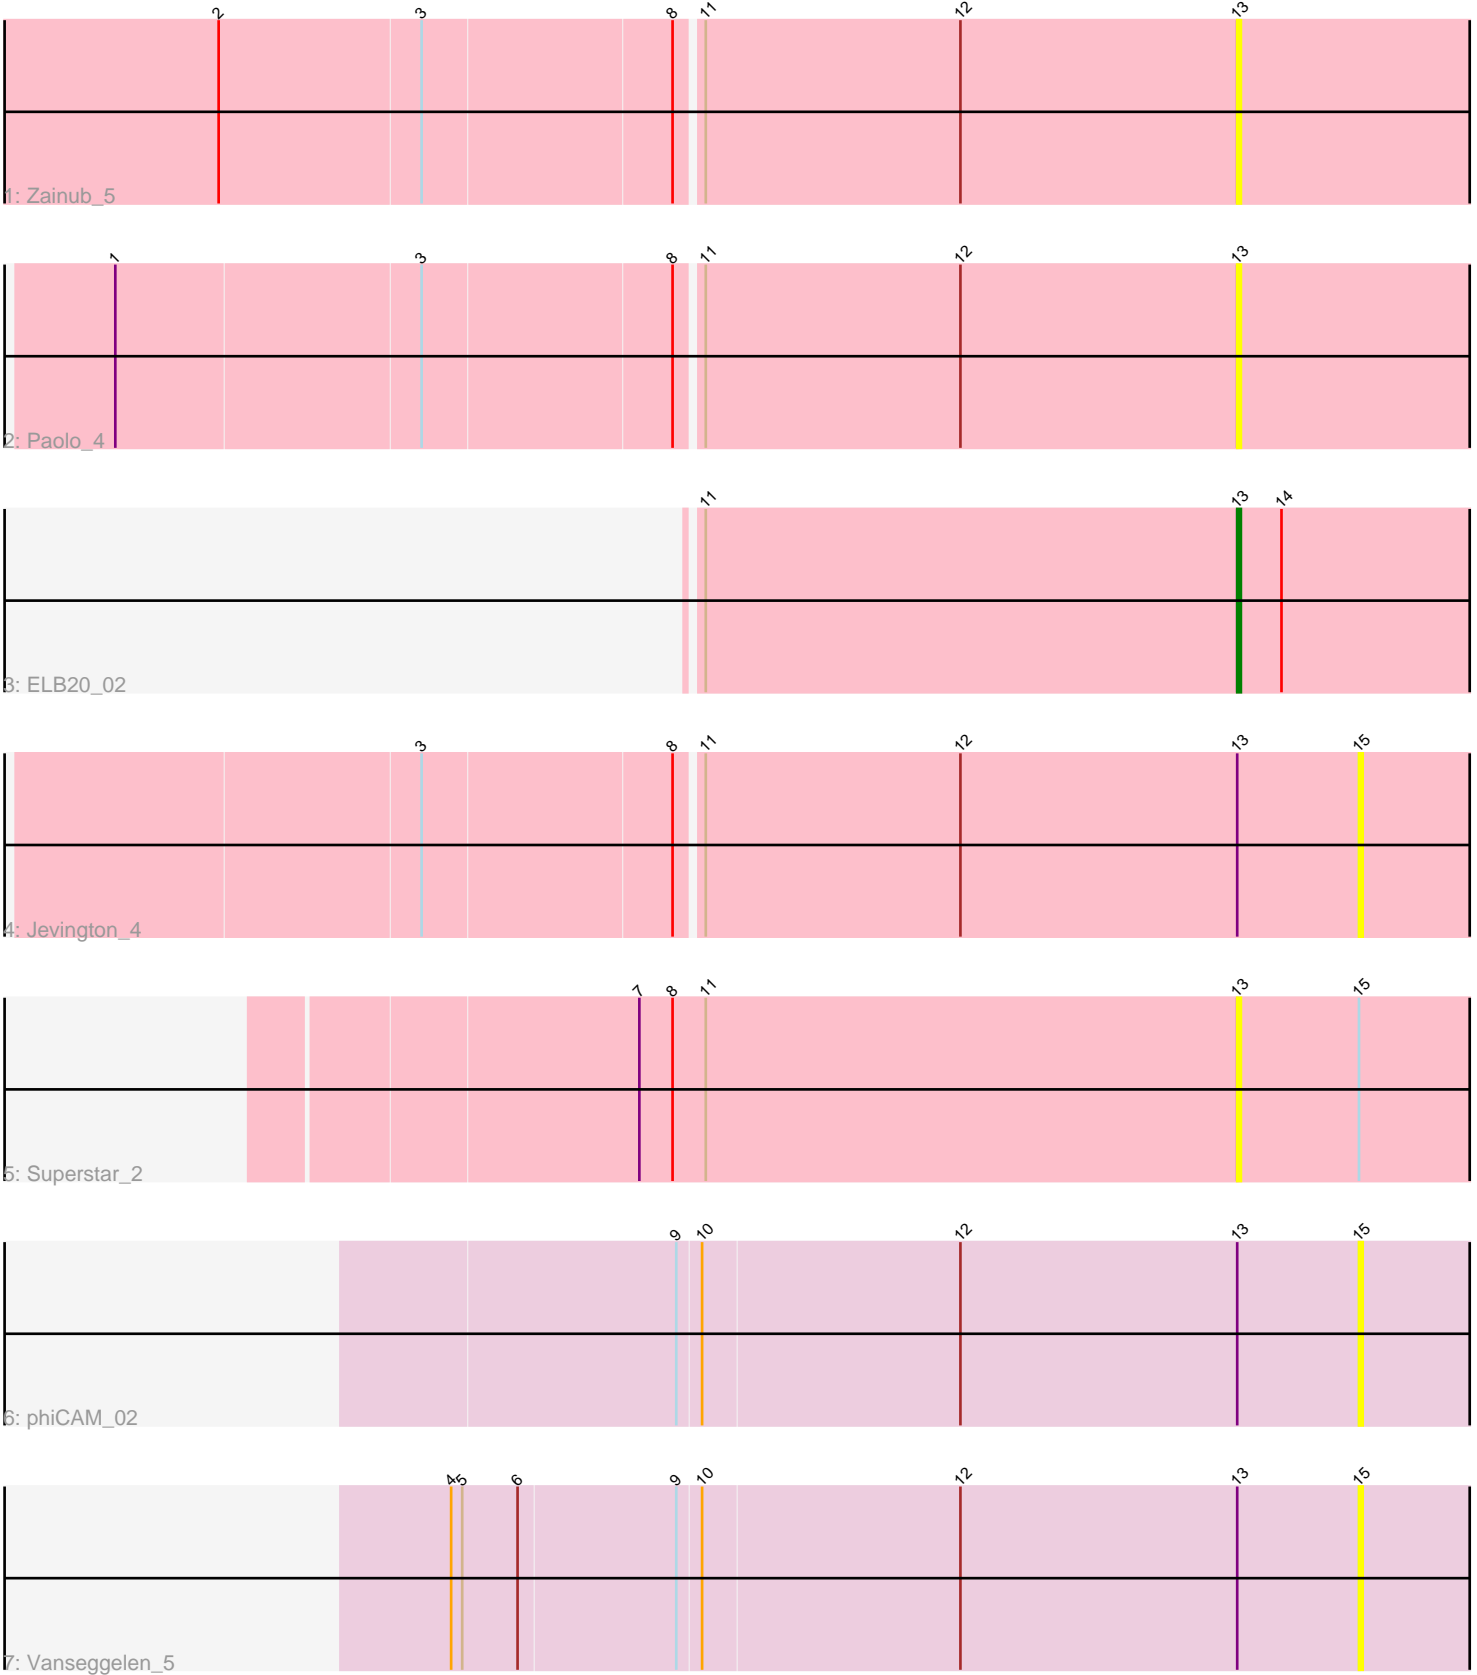 2 3 8 11 12 13
1: Zainub_5
1 3 8 11 12 13
2: Paolo_4
11 13 14
3: ELB20_02
3 8 11 12 13 15
4: Jevington_4
7 8 11 13 15
5: Superstar_2
9 10 12 13 15
6: phiCAM_02
4 5 6 9 10 12 13 15
7: Vanseggelen_5